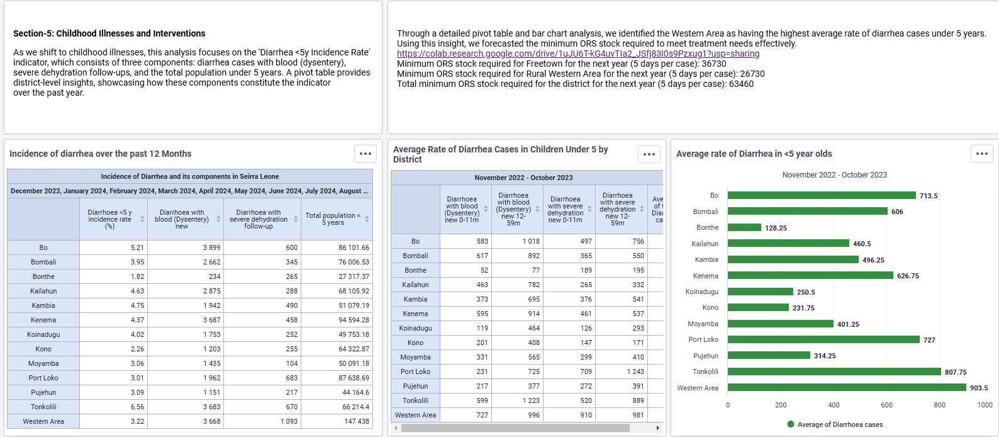 Section-5: Childhood Illnesses and Interventions
As we shift to childhood illnesses, this analysis focuses on the 'Diarrhea <5y Incidence Rate'
indicator, which consists of three components: diarrhea cases with blood (dysentery),
severe dehydration follow-ups, and the total population under 5 years. A pivot table provides
district-level insights, showcasing how these components constitute the indicator
over the past year.
Through a detailed pivot table and bar chart analysis, we identified the Western Area as having the highest average rate of diarrhea cases under 5 years.
Using this insight, we forecasted the minimum ORS stock required to meet treatment needs effectively.
https://colab.research.google.com/drive/1uJU6T-kG4uvTIa2_JSfj83I0s9Pzxug1?usp=sharing
Minimum ORS stock required for Freetown for the next year (5 days per case): 36730
Minimum ORS stock required for Rural Western Area for the next year (5 days per case): 26730
Total minimum ORS stock required for the district for the next year (5 days per case): 63460
Incidence of diarrhea over the past 12 Months
Incidence of Diarrhea and its components in Seirra Leone
December 2023, January 2024, February 2024, March 2024, April 2024, May 2024, June 2024, July 2024, August ...
Diarrhoea <5 y incidence rate (%) Diarrhoea with blood (Dysentery) new Diarrhoea with severe dehydration follow-up Total population < 5 years
Bo 5.21 3 899 600 86 101.66
Bombali 3.95 2 662 345 76 006.53
Bonthe 1.82 234 265 27 317.37
Kailahun 4.63 2 875 288 68 105.92
Kambia 4.75 1 942 490 51 079.19
Kenema 4.37 3 687 458 94 594.28
Koinadugu 4.02 1 753 252 49 753.18
Kono 2.26 1 203 255 64 322.87
Moyamba 3.06 1 435 104 50 091.18
Port Loko 3.01 1 962 683 87 638.69
Pujehun 3.09 1 151 217 44 164.6
Tonkolili 6.56 3 683 670 66 214.4
Western Area 3.22 3 668 1 093 147 438
Average Rate of Diarrhea Cases in Children Under 5 by
District
November 2022 - October 2023
Diarrhoea with blood (Dysentery) new 0-11m Diarrhoea with blood (Dysentery) new 12-59m Diarrhoea with severe dehydration new 0-11m Diarrhoea with severe dehydration new 12-59m Ave of t Diar ca
Bo 583 1 018 497 756
Bombali 617 892 365 550
Bonthe 52 77 189 195
Kailahun 463 782 265 332
Kambia 373 695 376 541
Kenema 595 914 461 537
Koinadugu 119 464 126 293
Kono 201 408 147 171
Moyamba 331 565 299 410
Port Loko 231 725 709 1 243
Pujehun 217 377 272 391
Tonkolili 599 1 223 520 889
Western Area 727 996 910 981
Average rate of Diarrhea in <5 year olds
November 2022 - October 2023
Bo 713.5
Bombali 606
Bonthe 128.25
Kailahun 460.5
Kambia 496.25
Kenema 626.75
Koinadugu 250.5
Kono 231.75
Moyamba 401.25
Port Loko 727
Pujehun 314.25
Tonkolili 807.75
Western Area 903.5
0 200 400 600 800 1000
Average of Diarrhoea cases